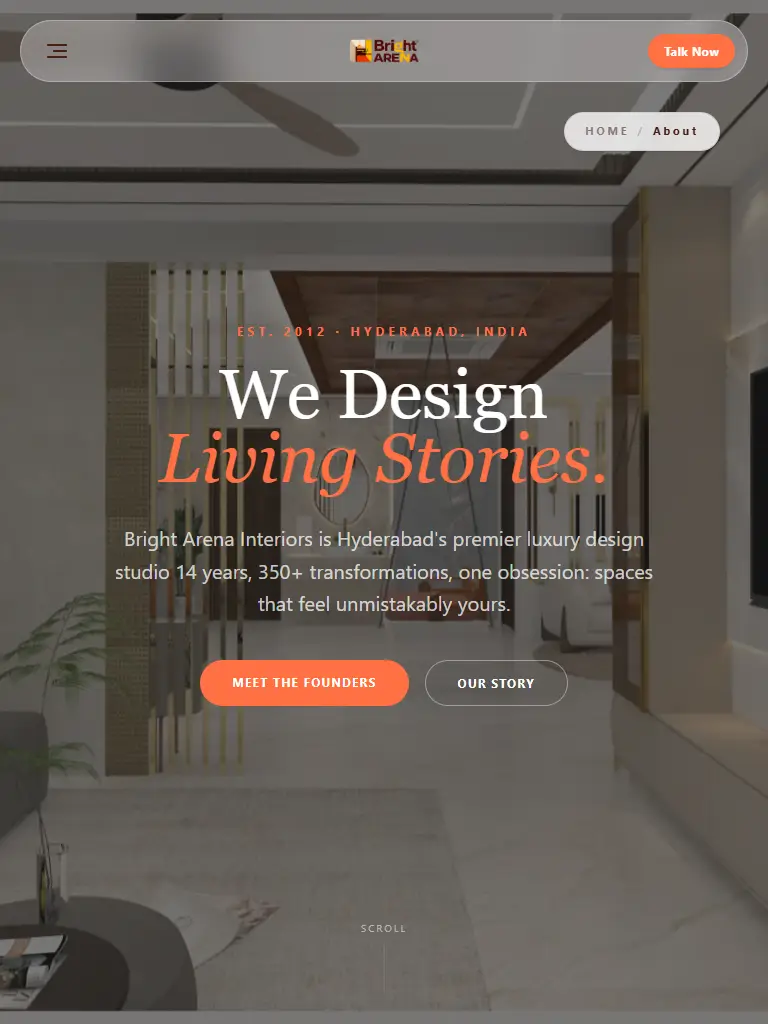 Bright
ARENA
Talk Now
HOME / About
EST. 2012 · HYDERABAD, INDIA
We Design
Living Stories.
Bright Arena Interiors is Hyderabad's premier luxury design
studio 14 years, 350+ transformations, one obsession: spaces
that feel unmistakably yours.
MEET THE FOUNDERS
OUR STORY
SCROLL